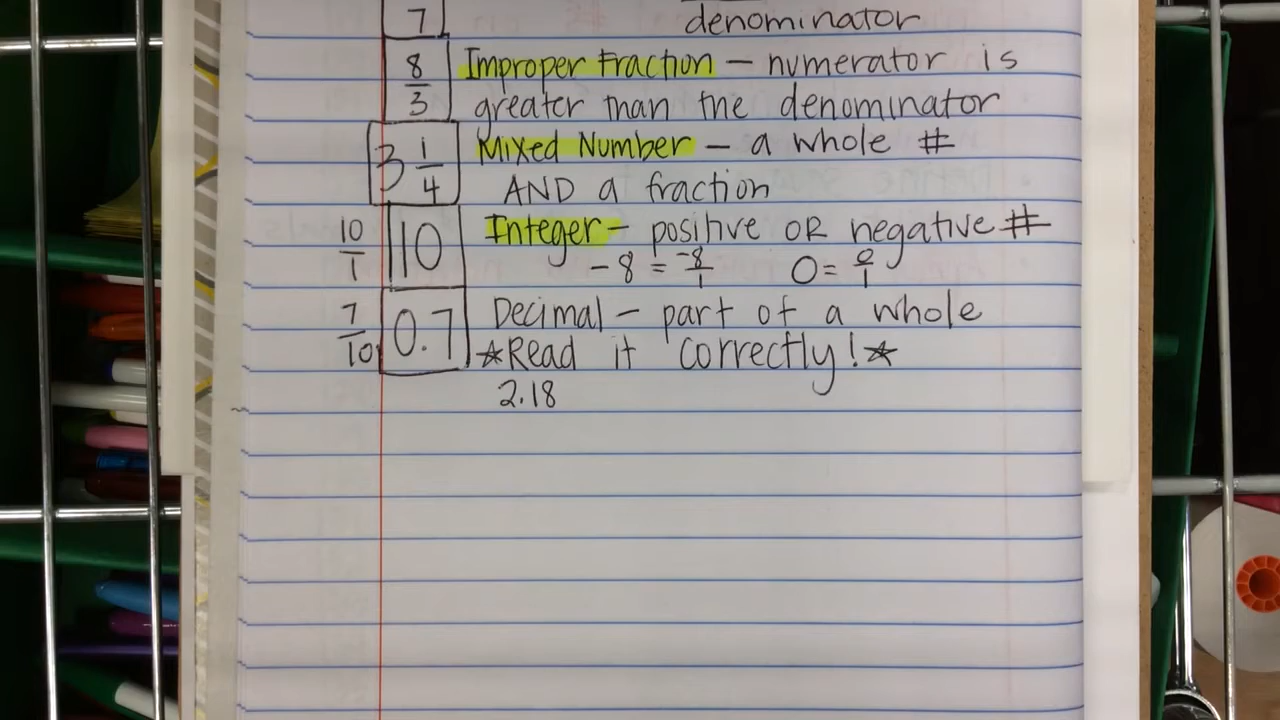 7 denominator
8/3 Improper Fraction – numerator is
greater than the denominator
3 1/4 Mixed Number – a whole #
AND a fraction
10/1 10 Integer – positive OR negative #
-8 = -8/1 0 = 0/1
7/10 0.7 Decimal – part of a whole
☆Read it correctly!☆
2.18